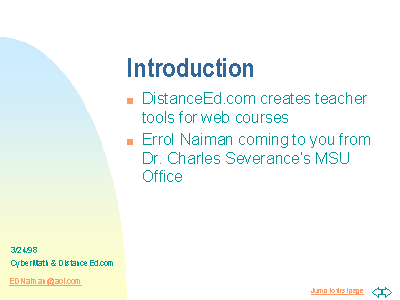 Introduction
DistanceEd.com creates teacher
tools for web courses
Errol Naiman coming to you from
Dr. Charles Severance's MSU
Office
3/24/98
CyberMath & Distance Ed.com
EDNaiman@aol.com
Jump to first page